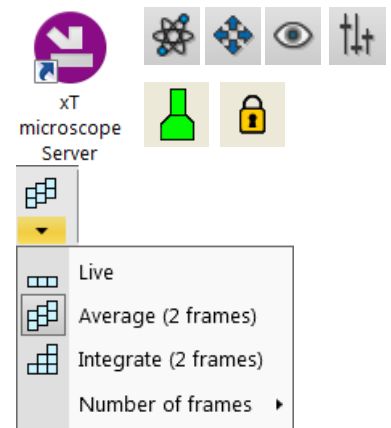 xT
microscope
Server
Live
Average (2 frames)
Integrate (2 frames)
Number of frames